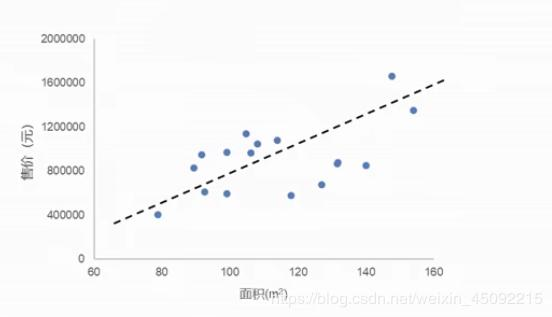 2000000
1600000
1200000
800000
400000
0
售价（元）
60 80 100 120 140 160
面积(m²)
https://blog.csdn.net/weixin_45092215